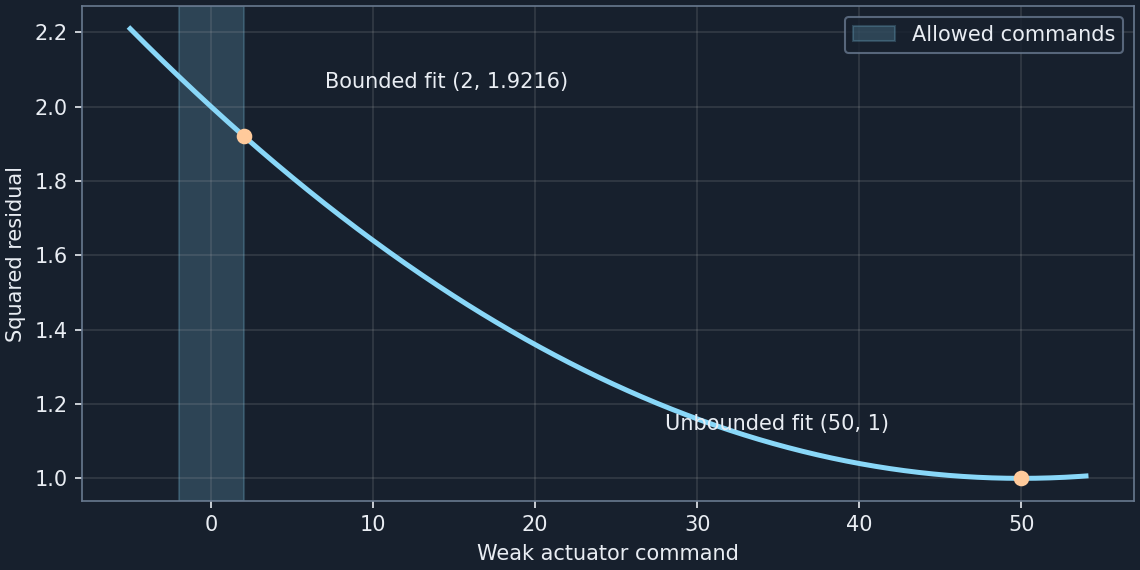 2.2
2.0
1.8
1.6
1.4
1.2
1.0
Squared residual
Allowed commands
Bounded fit (2, 1.9216)
Unbounded fit (50, 1)
0 10 20 30 40 50
Weak actuator command